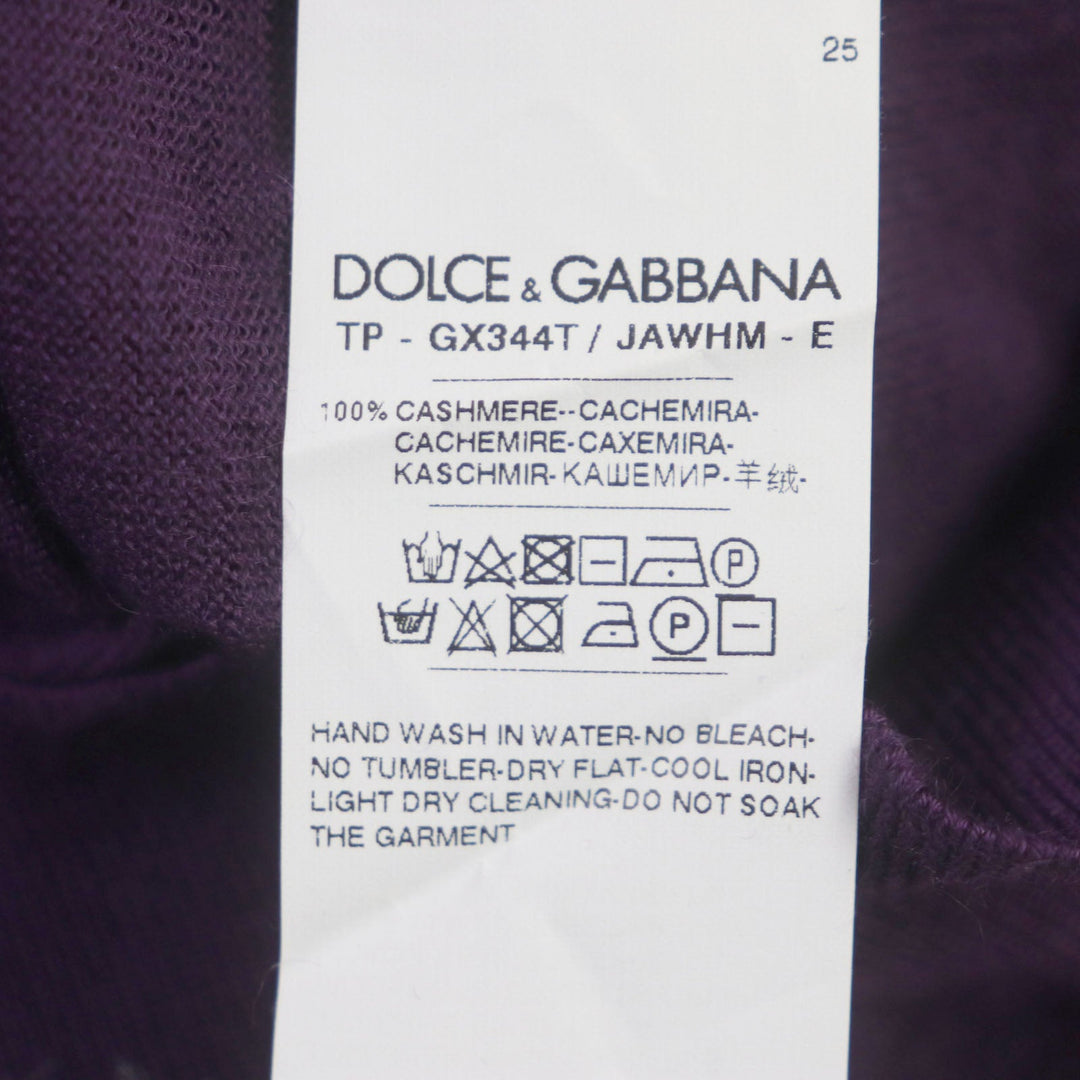 25
DOLCE & GABBANA
TP - GX344T / JAWHM - E
100% CASHMERE--CACHEMIRA-
CACHEMIRE-CAXEMIRA-
KASCHMIR-КАШЕМИР-羊绒-
P
P
HAND WASH IN WATER-NO BLEACH-
NO TUMBLER-DRY FLAT-COOL IRON-
LIGHT DRY CLEANING-DO NOT SOAK
THE GARMENT